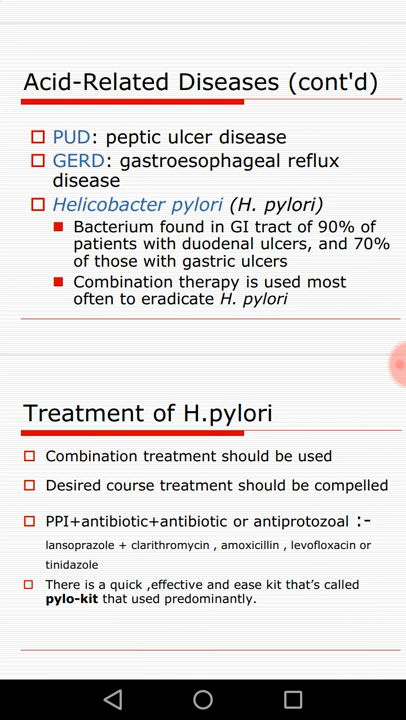 Acid-Related Diseases (cont'd)
PUD: peptic ulcer disease
GERD: gastroesophageal reflux
disease
Helicobacter pylori (H. pylori)
Bacterium found in GI tract of 90% of
patients with duodenal ulcers, and 70%
of those with gastric ulcers
Combination therapy is used most
often to eradicate H. pylori
Treatment of H.pylori
Combination treatment should be used
Desired course treatment should be compelled
PPI+antibiotic+antibiotic or antiprotozoal :-
lansoprazole + clarithromycin , amoxicillin , levofloxacin or
tinidazole
There is a quick ,effective and ease kit that's called
pylo-kit that used predominantly.